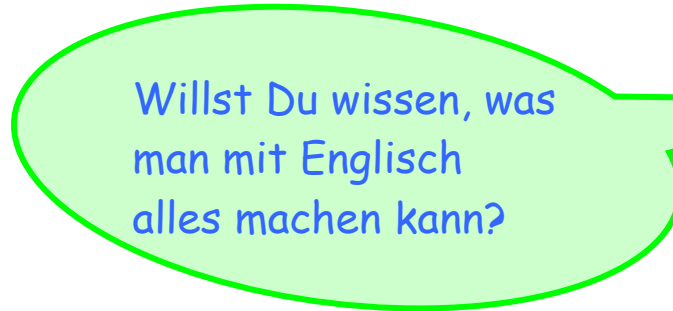 Willst Du wissen, was
man mit Englisch
alles machen kann?